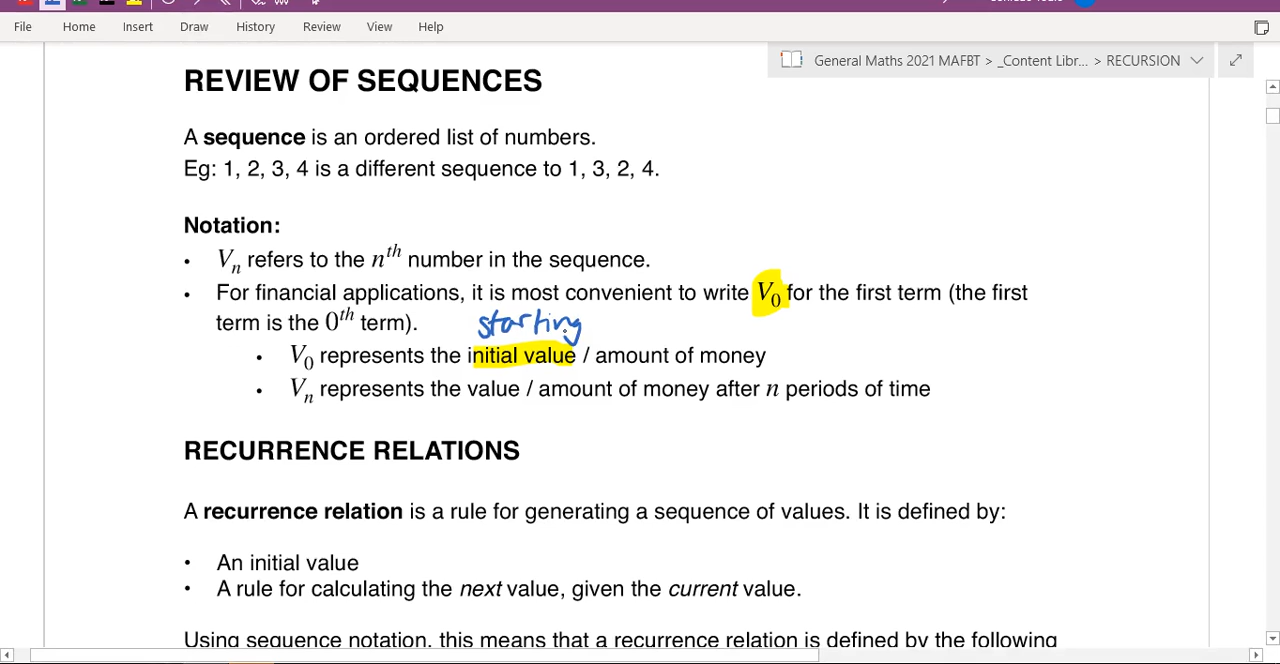 File Home Insert Draw History Review View Help
General Maths 2021 MAFBT > _Content Libr... > RECURSION
REVIEW OF SEQUENCES
A sequence is an ordered list of numbers.
Eg: 1, 2, 3, 4 is a different sequence to 1, 3, 2, 4.
Notation:
• Vn refers to the nth number in the sequence.
• For financial applications, it is most convenient to write V0 for the first term (the first
term is the 0th term).
starting
• V0 represents the initial value / amount of money
• Vn represents the value / amount of money after n periods of time
RECURRENCE RELATIONS
A recurrence relation is a rule for generating a sequence of values. It is defined by:
• An initial value
• A rule for calculating the next value, given the current value.
Using sequence notation, this means that a recurrence relation is defined by the following